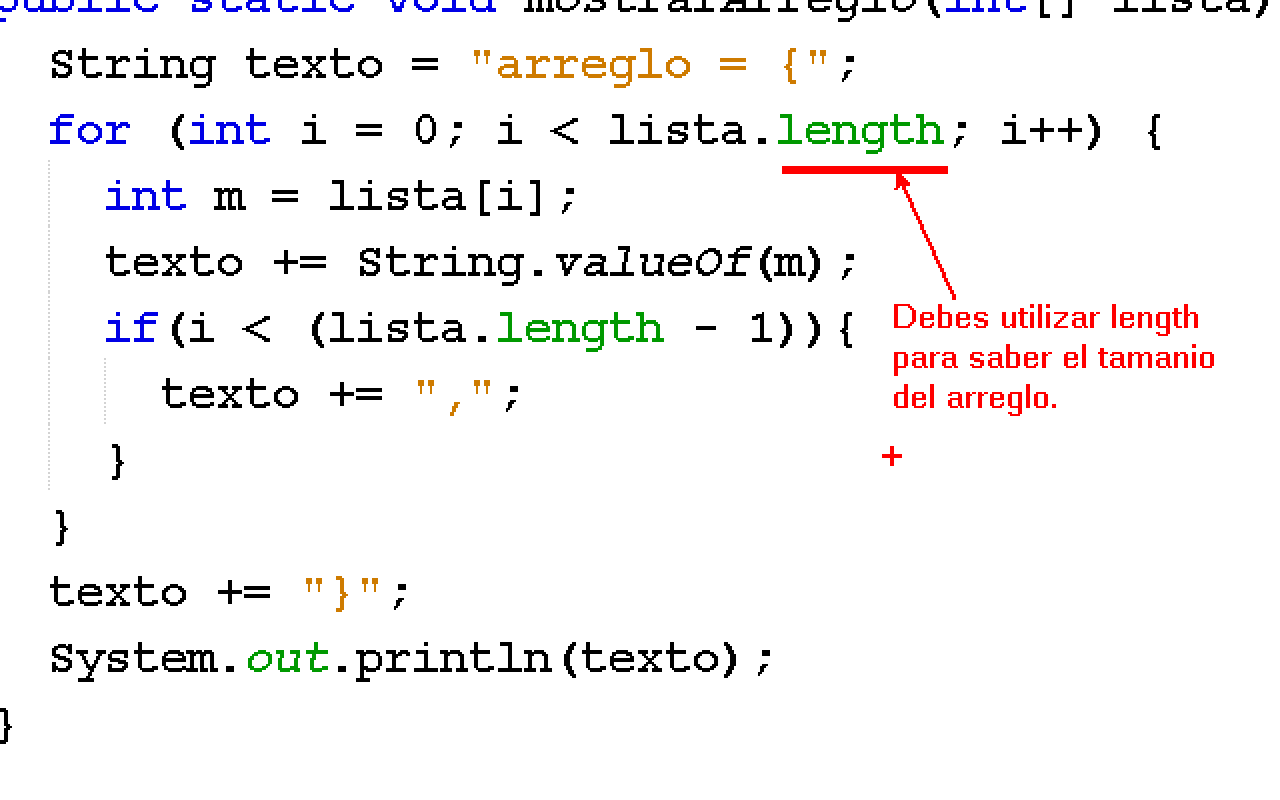 public static void mostrarArreglo(int[] lista)
String texto = "arreglo = {";
for (int i = 0; i < lista.length; i++) {
int m = lista[i];
texto += String.valueOf(m);
if(i < (lista.length - 1)){
texto += ",";
}
}
texto += "}";
System.out.println(texto);
}
Debes utilizar length
para saber el tamanio
del arreglo.
+